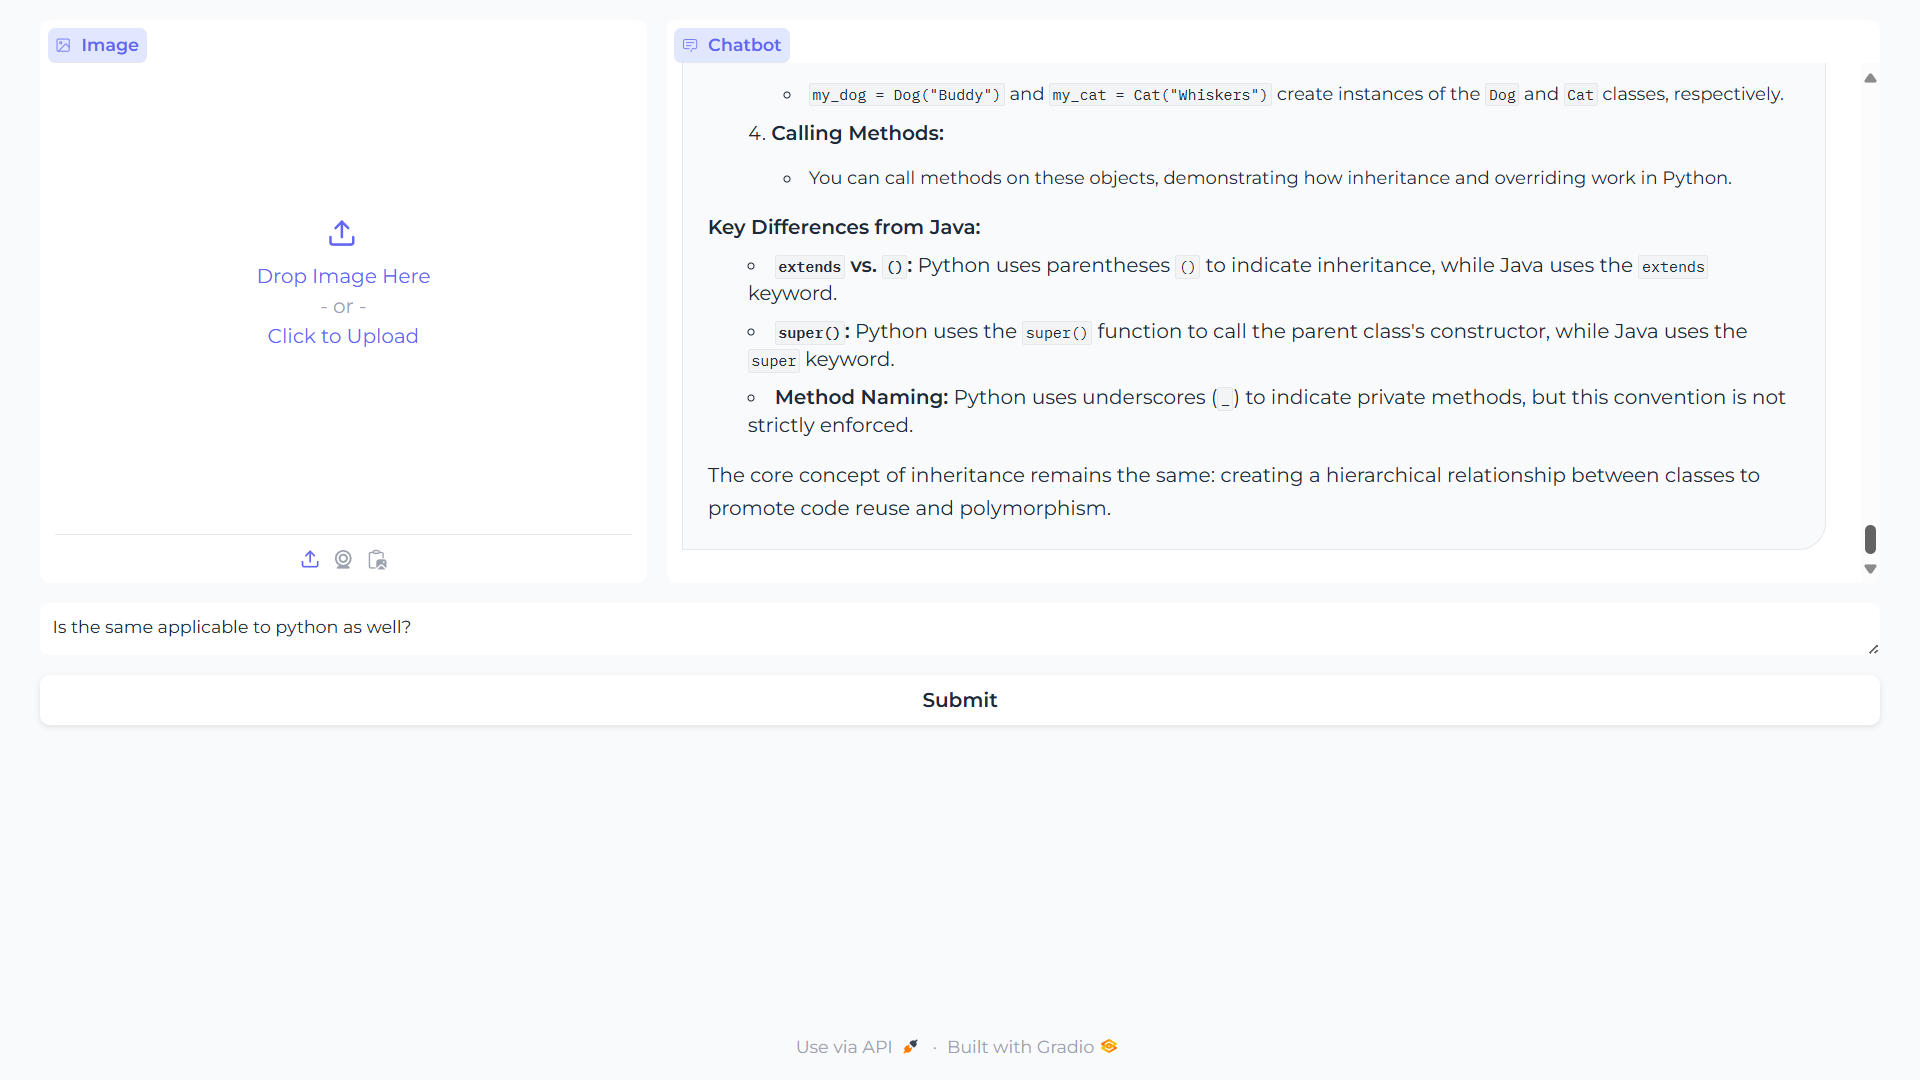 Image
Chatbot
my_dog = Dog("Buddy") and my_cat = Cat("Whiskers") create instances of the Dog and Cat classes, respectively.
4. Calling Methods:
You can call methods on these objects, demonstrating how inheritance and overriding work in Python.
Key Differences from Java:
extends vs. (): Python uses parentheses () to indicate inheritance, while Java uses the extends
keyword.
super(): Python uses the super() function to call the parent class's constructor, while Java uses the
super keyword.
Method Naming: Python uses underscores (_) to indicate private methods, but this convention is not
strictly enforced.
The core concept of inheritance remains the same: creating a hierarchical relationship between classes to
promote code reuse and polymorphism.
Drop Image Here
- or -
Click to Upload
Is the same applicable to python as well?
Submit
Use via API · Built with Gradio